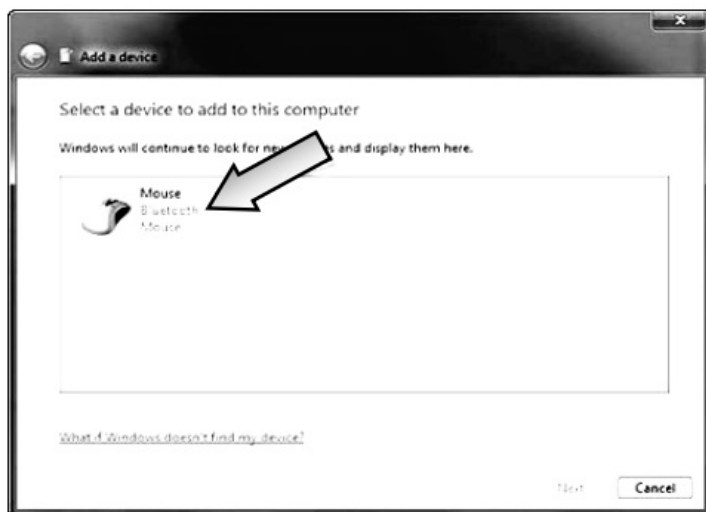 Add a device
Select a device to add to this computer
Windows will continue to look for new and display them here.
Mouse
Bluetooth
Mouse
What if Windows doesn't find my device?
Next
Cancel